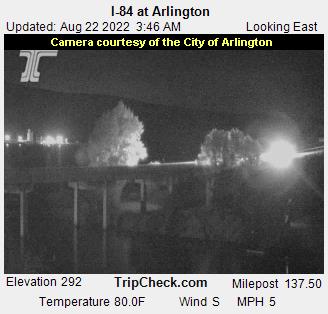 I-84 at Arlington
Updated: Aug 22 2022 3:46 AM Looking East
Camera courtesy of the City of Arlington
Elevation 292 TripCheck.com Milepost 137.50
Temperature 80.0F Wind S MPH 5